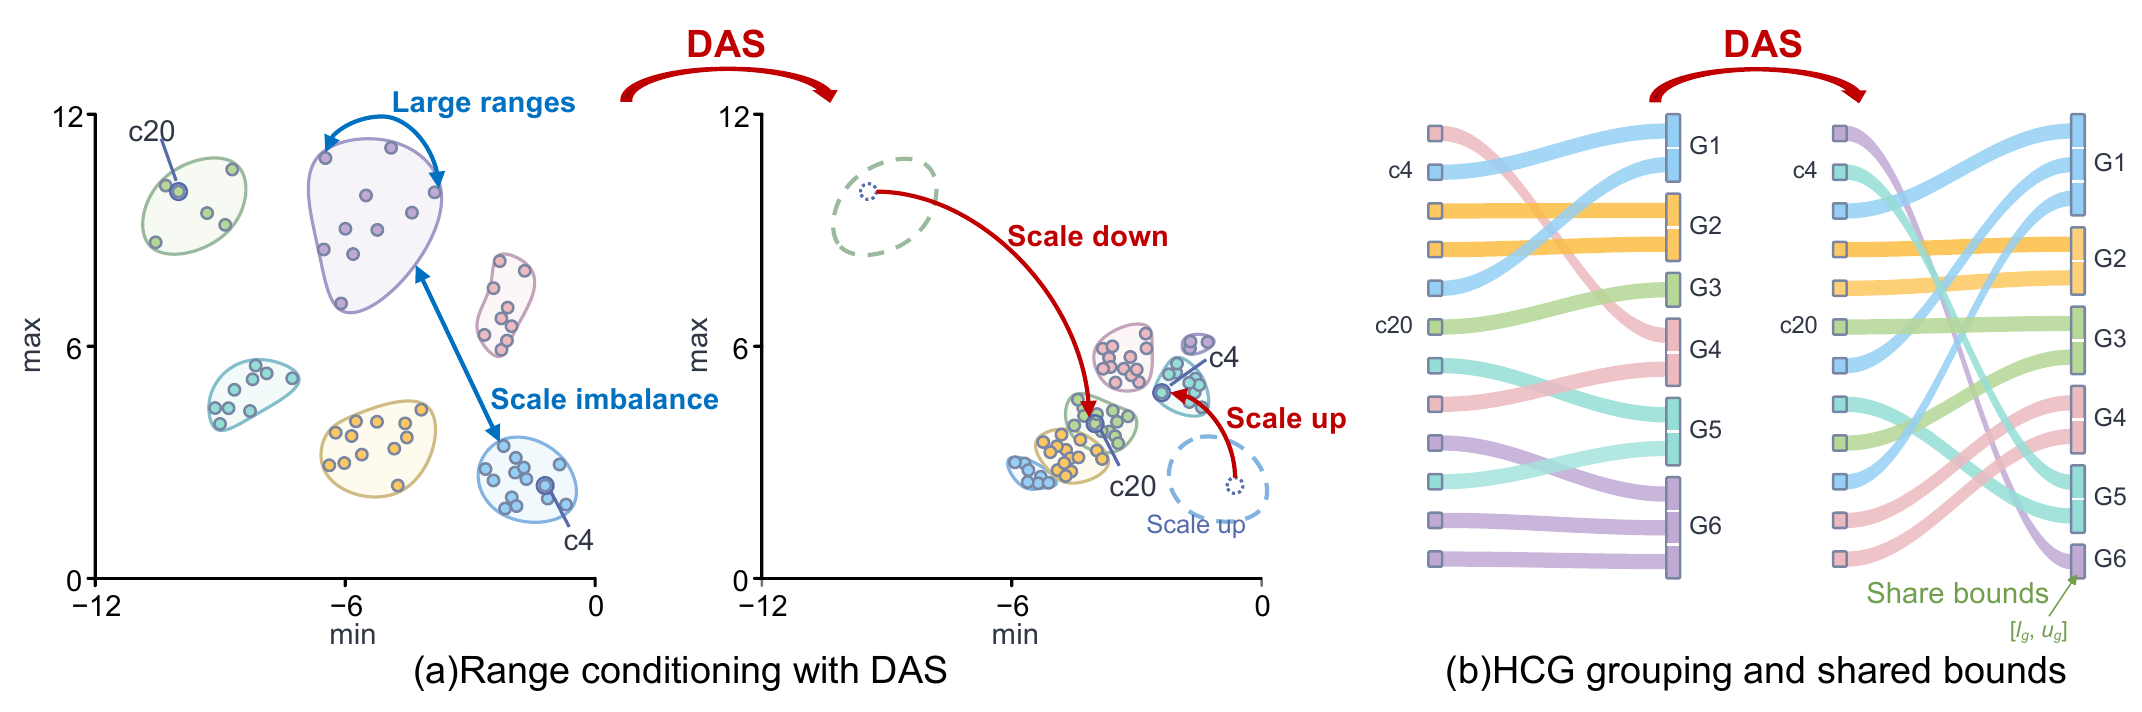 DAS
12
6
0
−12
−6
0
max
min
c20
Large ranges
Scale imbalance
c4
12
6
0
−12
−6
0
max
min
Scale down
c4
Scale up
c20
Scale up
(a)Range conditioning with DAS
DAS
c4
c20
G1
G2
G3
G4
G5
G6
c4
c20
G1
G2
G3
G4
G5
G6
Share bounds
[lg, ug]
(b)HCG grouping and shared bounds